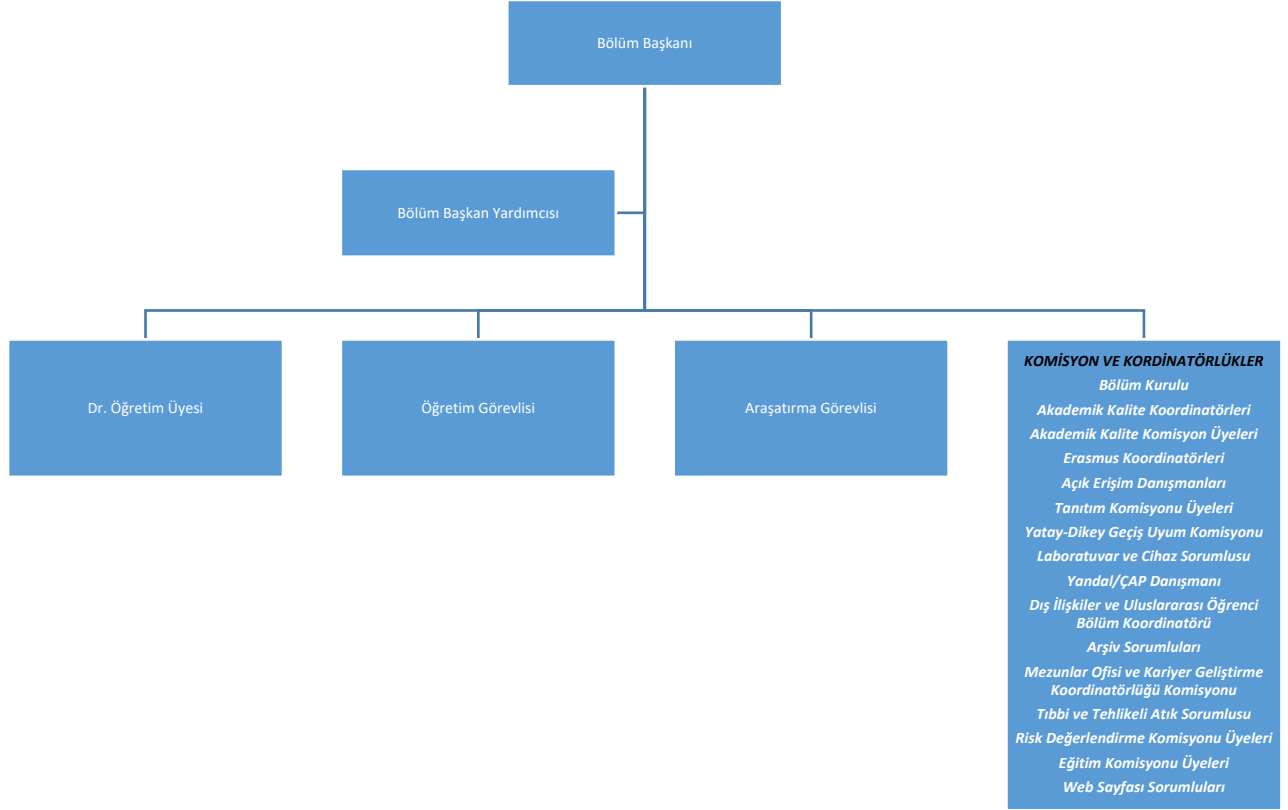 Bölüm Başkanı
Bölüm Başkan Yardımcısı
Dr. Öğretim Üyesi
Öğretim Görevlisi
Araşatırma Görevlisi
KOMİSYON VE KORDİNATÖRLÜKLER
Bölüm Kurulu
Akademik Kalite Koordinatörleri
Akademik Kalite Komisyon Üyeleri
Erasmus Koordinatörleri
Açık Erişim Danışmanları
Tanıtım Komisyonu Üyeleri
Yatay-Dikey Geçiş Uyum Komisyonu
Laboratuvar ve Cihaz Sorumlusu
Yandal/ÇAP Danışmanı
Dış İlişkiler ve Uluslararası Öğrenci
Bölüm Koordinatörü
Arşiv Sorumluları
Mezunlar Ofisi ve Kariyer Geliştirme
Koordinatörlüğü Komisyonu
Tıbbi ve Tehlikeli Atık Sorumlusu
Risk Değerlendirme Komisyonu Üyeleri
Eğitim Komisyonu Üyeleri
Web Sayfası Sorumluları